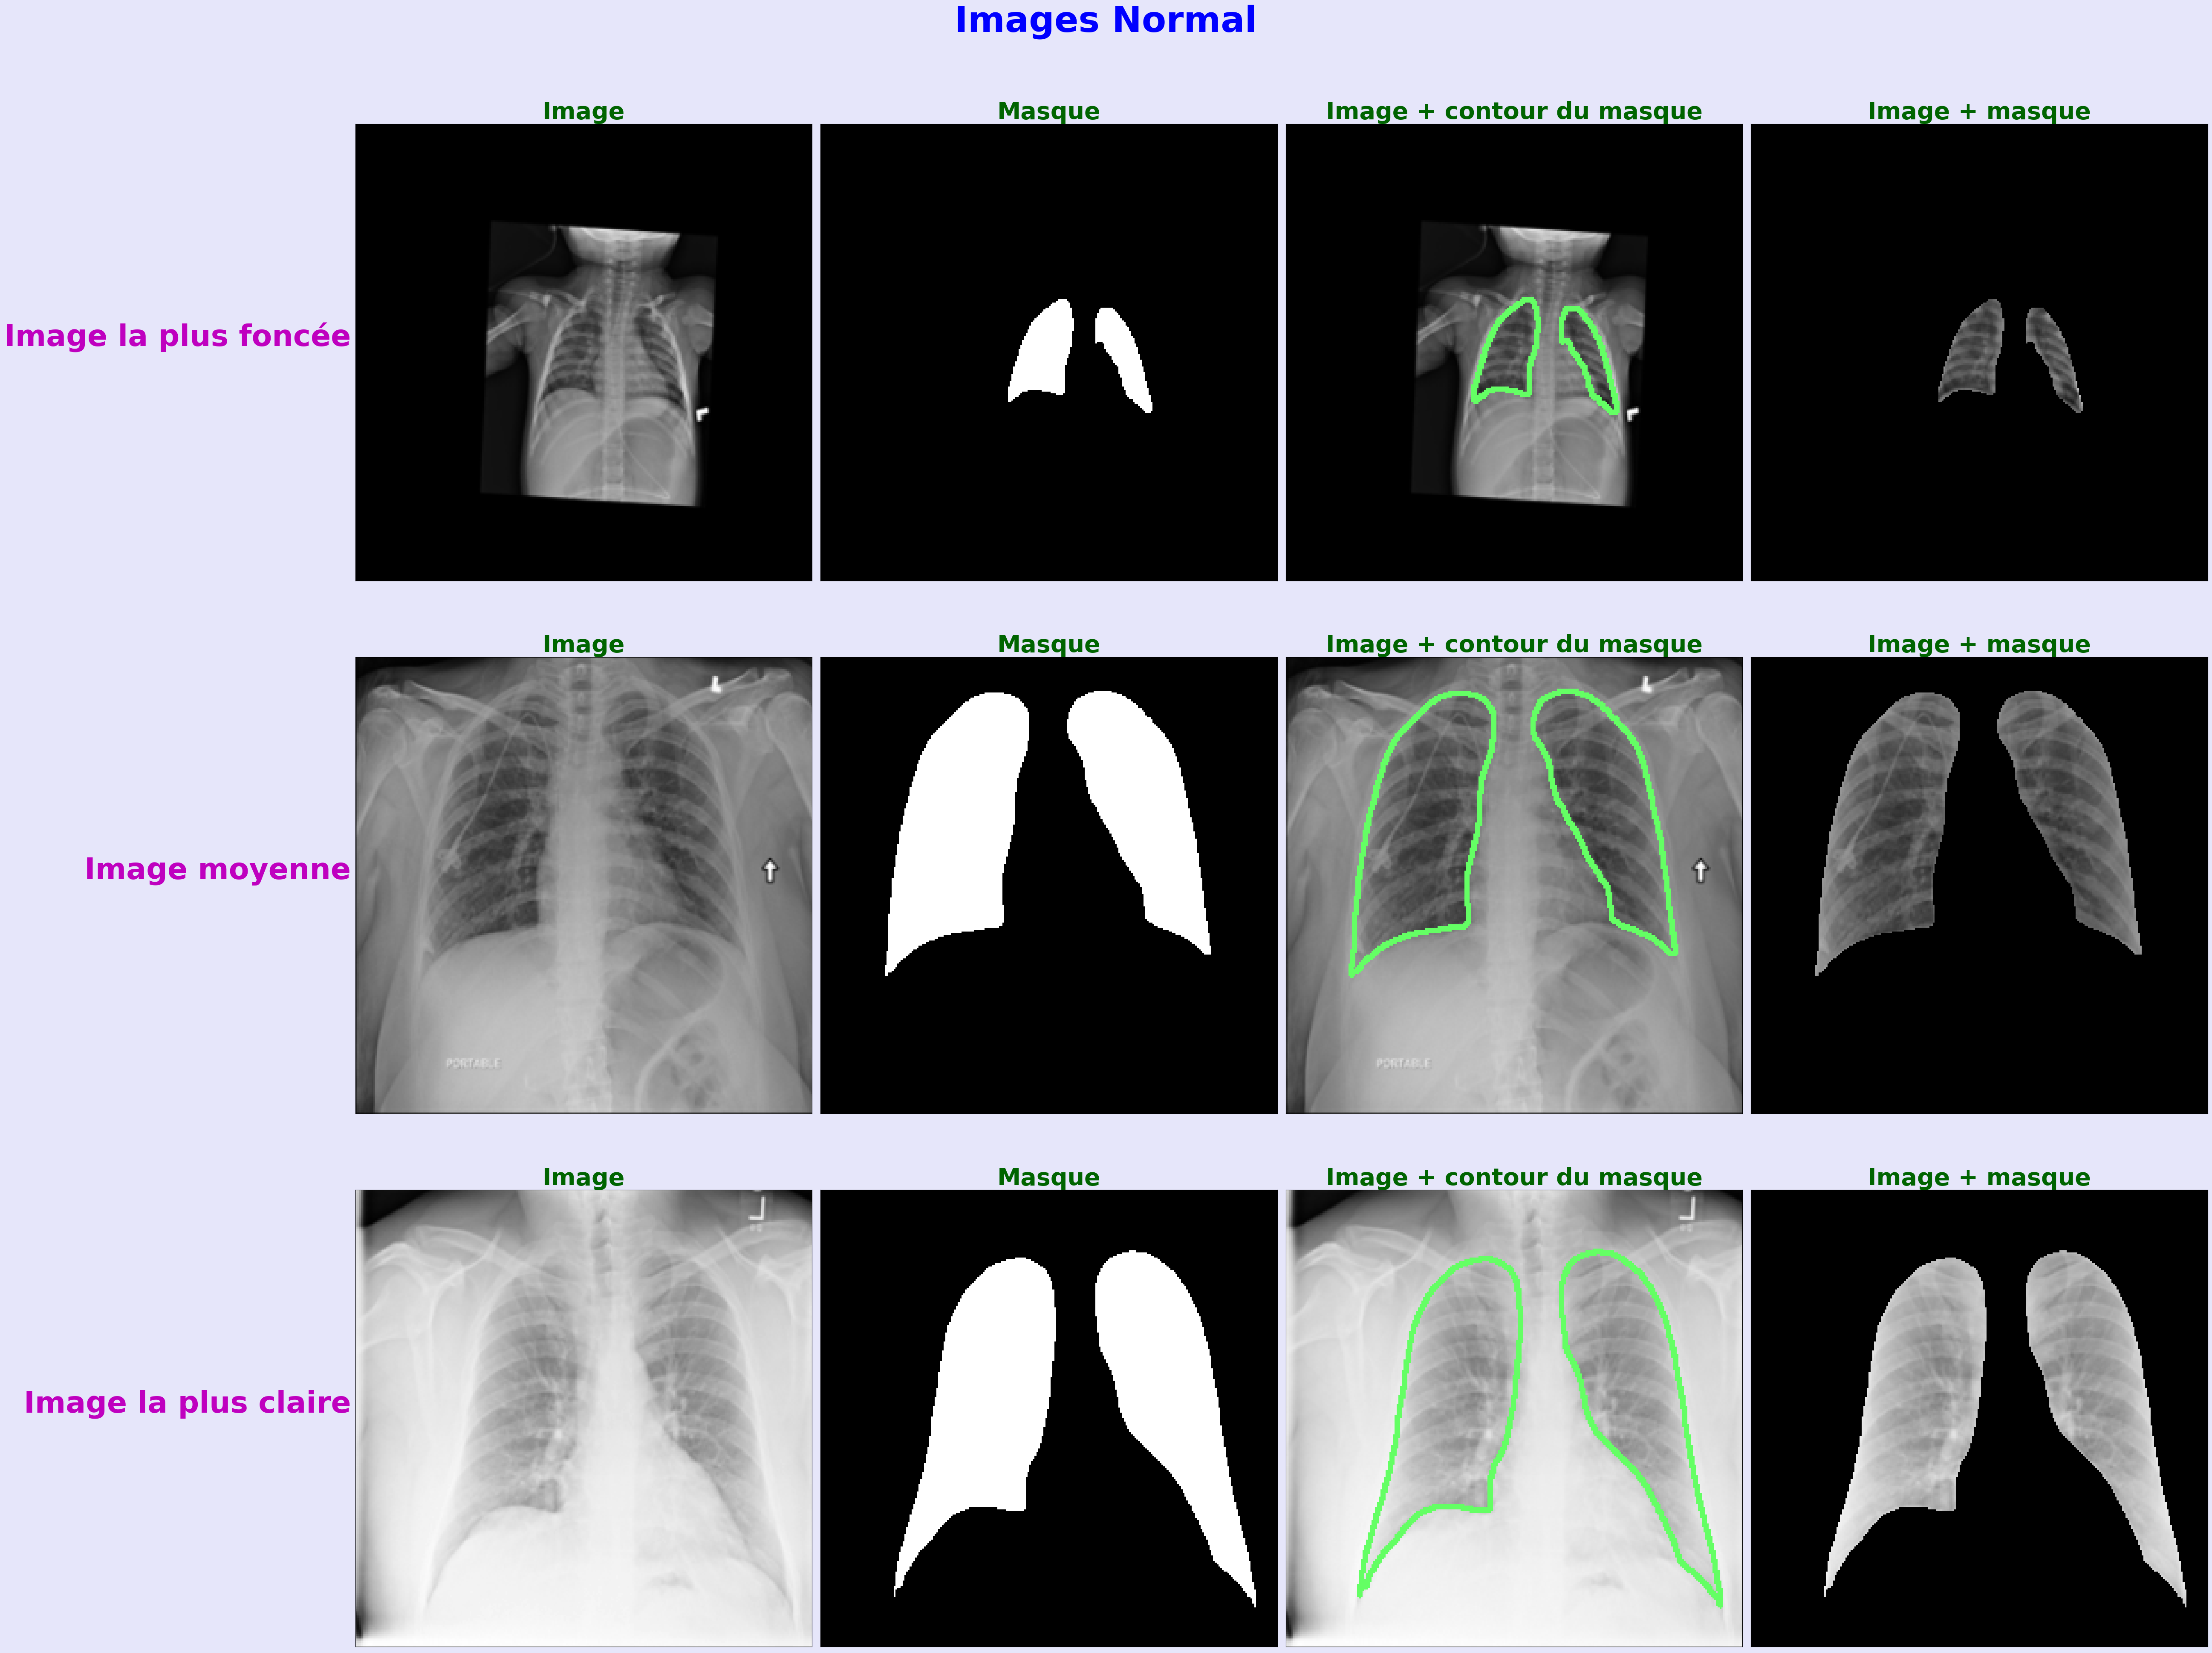 Images Normal
Image Masque Image + contour du masque Image + masque
Image la plus foncée
Image Masque Image + contour du masque Image + masque
L L
Image moyenne
PORTABLE PORTABLE
Image Masque Image + contour du masque Image + masque
L L
Image la plus claire